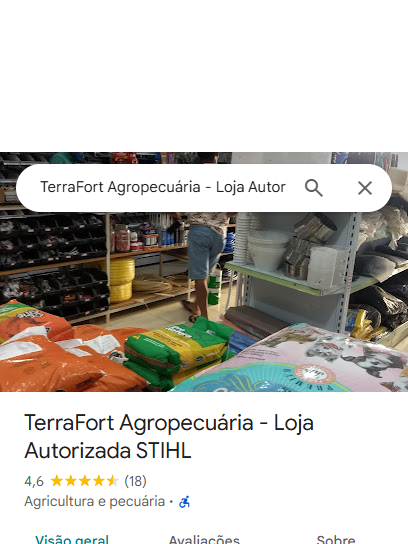 TerraFort Agropecuária - Loja Autor
TerraFort Agropecuária - Loja
Autorizada STIHL
4,6 (18)
Agricultura e pecuária ·
Visão geral Avaliações Sobre